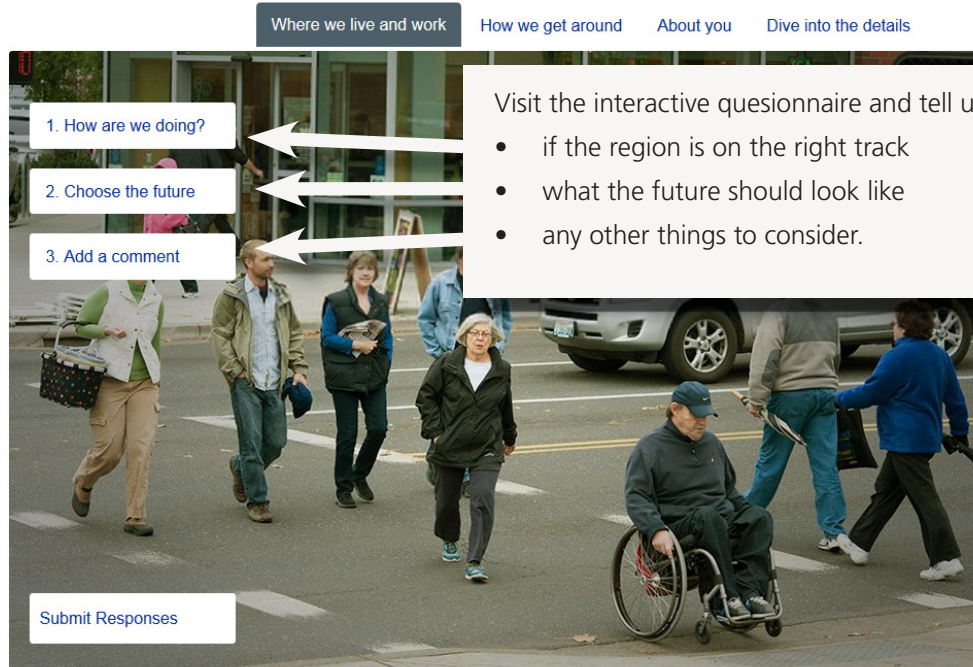 Where we live and work How we get around About you Dive into the details
Visit the interactive quesionnaire and tell u
• if the region is on the right track
• what the future should look like
• any other things to consider.
1. How are we doing?
2. Choose the future
3. Add a comment
Submit Responses